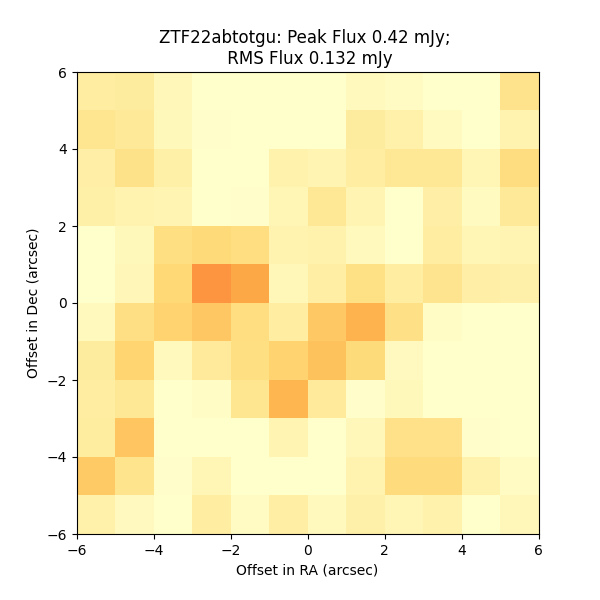 ZTF22abtotgu: Peak Flux 0.42 mJy;
RMS Flux 0.132 mJy
6
4
2
0
−2
−4
−6
Offset in Dec (arcsec)
−6 −4 −2 0 2 4 6
Offset in RA (arcsec)